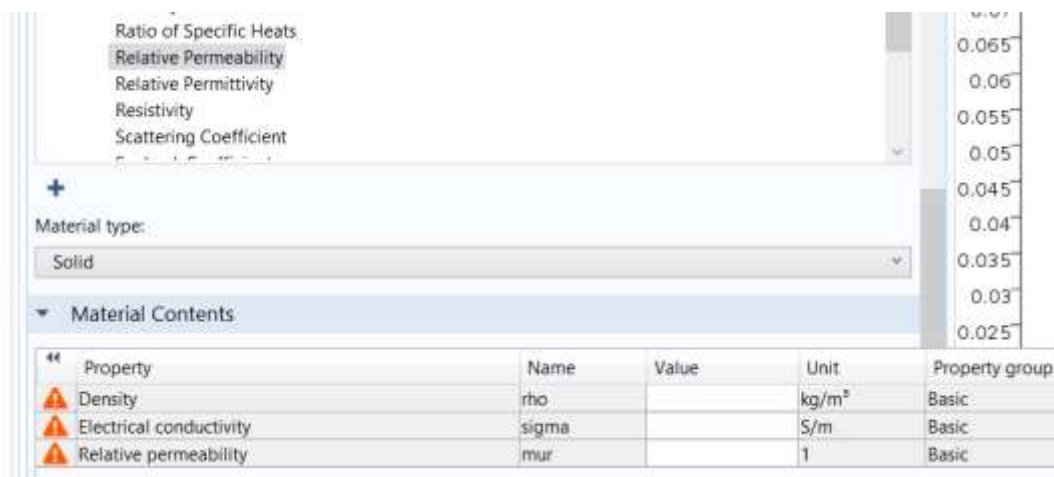 Ratio of Specific Heats
Relative Permeability
Relative Permittivity
Resistivity
Scattering Coefficient
Material type:
Solid
Material Contents
Property Name Value Unit Property group
Density rho kg/m³ Basic
Electrical conductivity sigma S/m Basic
Relative permeability mur 1 Basic
0.065
0.06
0.055
0.05
0.045
0.04
0.035
0.03
0.025